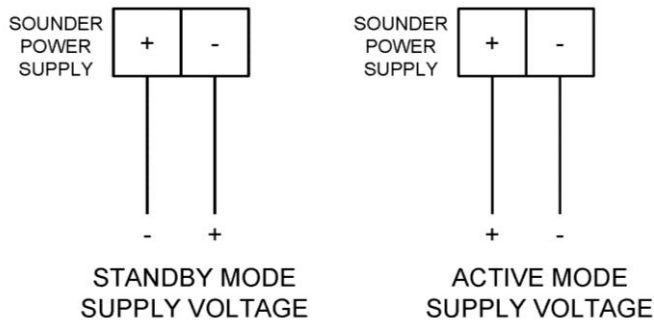 SOUNDER
POWER
SUPPLY
+ -
- +
STANDBY MODE
SUPPLY VOLTAGE
SOUNDER
POWER
SUPPLY
+ -
+ -
ACTIVE MODE
SUPPLY VOLTAGE